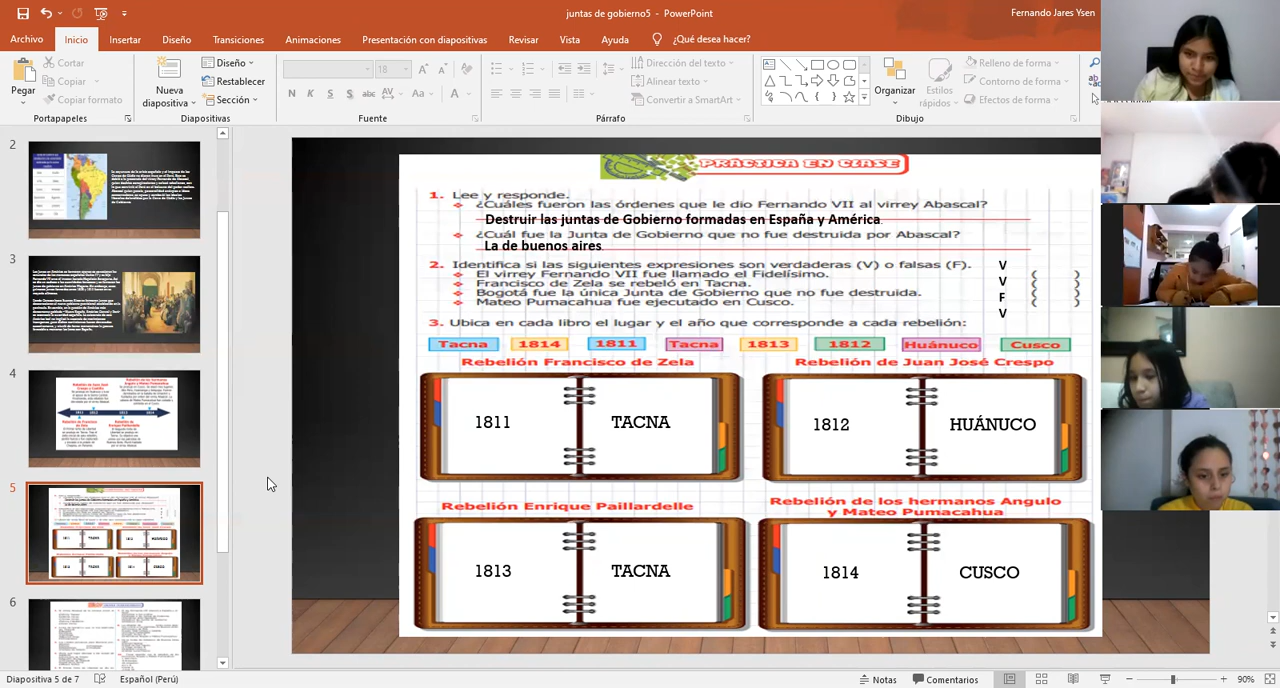 juntas de gobierno5 - PowerPoint
Fernando Jares Ysen
Archivo Inicio Insertar Diseño Transiciones Animaciones Presentación con diapositivas Revisar Vista Ayuda ¿Qué desea hacer?
Pegar
Cortar
Copiar
Copiar formato
Portapapeles
Nueva diapositiva
Diseño
Restablecer
Sección
Diapositivas
18
N K S S abc AV Aa A
Fuente
Dirección del texto
Alinear texto
Convertir a SmartArt
Párrafo
Organizar
Estilos rápidos
Relleno de forma
Contorno de forma
Efectos de forma
Dibujo
2
3
4
5
6
PRÁCTICA EN CLASE
1. Lee y responde.
¿Cuáles fueron las órdenes que le dio Fernando VII al virrey Abascal?
Destruir las juntas de Gobierno formadas en España y América
¿Cuál fue la Junta de Gobierno que no fue destruida por Abascal?
La de buenos aires
2. Identifica si las siguientes expresiones son verdaderas (V) o falsas (F).
El virrey Fernando VII fue llamado el Fidelísimo.
Francisco de Zela se rebeló en Tacna.
Bogotá fue la única Junta de Gobierno que no fue destruida.
Mateo Pumacahua fue ejecutado en Cusco.
V
V
F
V
3. Ubica en cada libro el lugar y el año que corresponde a cada rebelión:
Tacna 1814 1811 Tacna 1813 1812 Huánuco Cusco
Rebelión Francisco de Zela
1811 TACNA
Rebelión de Juan José Crespo
1812 HUÁNUCO
Rebelión Enrique Paillardelle
1813 TACNA
Rebelión de los hermanos Angulo
y Mateo Pumacahua
1814 CUSCO
Diapositiva 5 de 7 Español (Perú) Notas Comentarios 90%